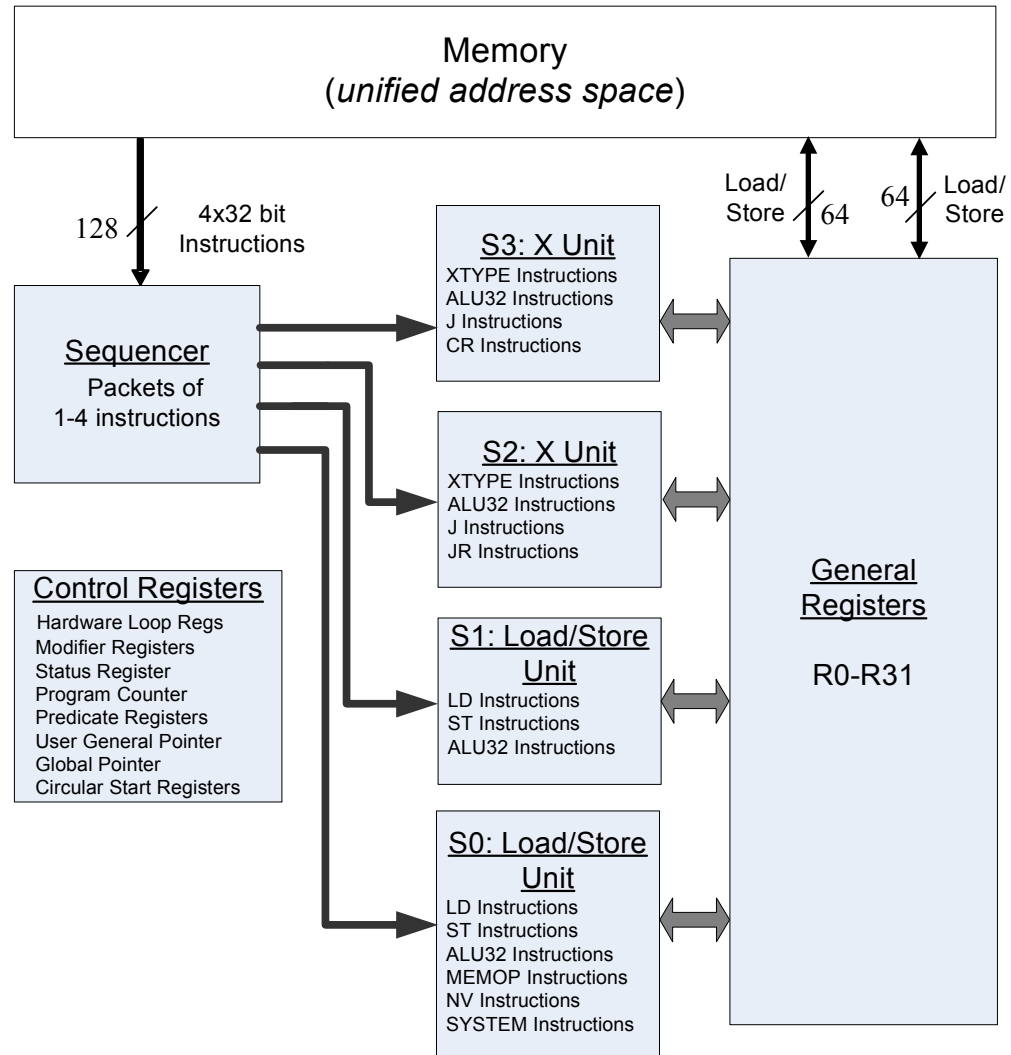 Memory
(unified address space)
128
4x32 bit
Instructions
Load/
Store
64
64
Load/
Store
Sequencer
Packets of
1-4 instructions
Control Registers
Hardware Loop Regs
Modifier Registers
Status Register
Program Counter
Predicate Registers
User General Pointer
Global Pointer
Circular Start Registers
S3: X Unit
XTYPE Instructions
ALU32 Instructions
J Instructions
CR Instructions
S2: X Unit
XTYPE Instructions
ALU32 Instructions
J Instructions
JR Instructions
S1: Load/Store
Unit
LD Instructions
ST Instructions
ALU32 Instructions
S0: Load/Store
Unit
LD Instructions
ST Instructions
ALU32 Instructions
MEMOP Instructions
NV Instructions
SYSTEM Instructions
General
Registers
R0-R31